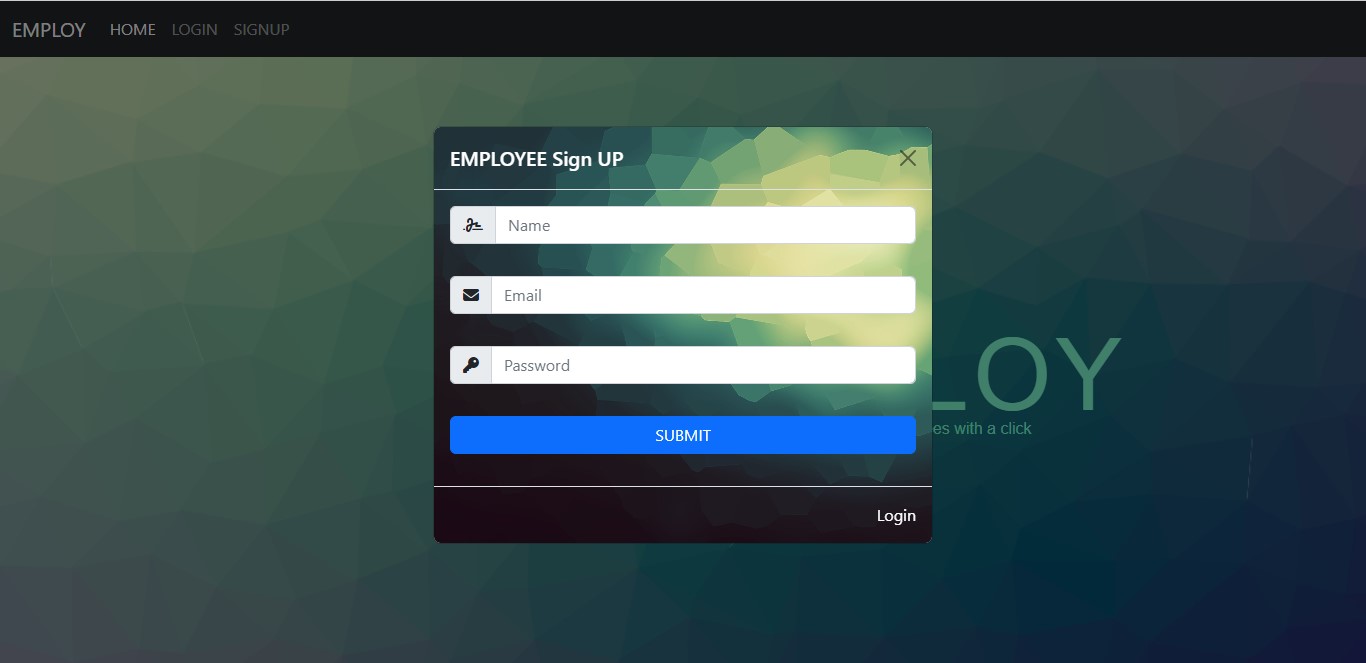 EMPLOY HOME LOGIN SIGNUP
EMPLOYEE Sign UP
Name
Email
Password
SUBMIT
Login
LOY
es with a click